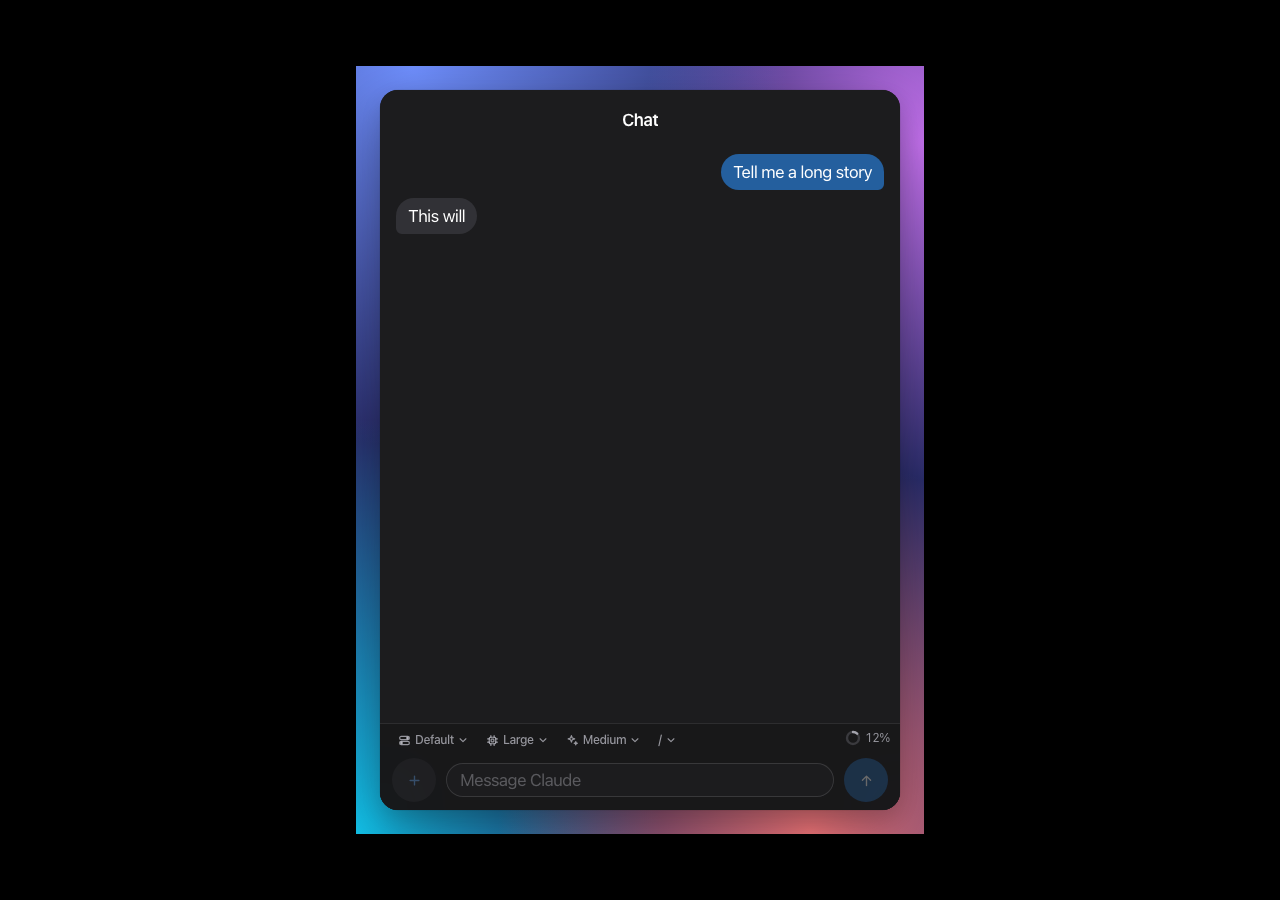 Chat
Tell me a long story
This will
Default Large Medium / 12%
+ Message Claude